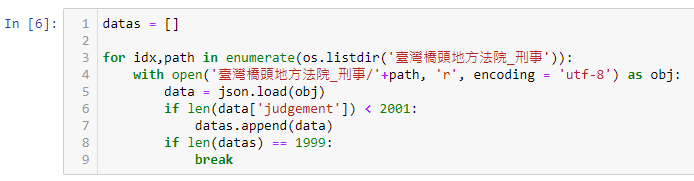 In [6]:
1 datas = []
2
3 for idx,path in enumerate(os.listdir('臺灣橋頭地方法院_刑事')):
4     with open('臺灣橋頭地方法院_刑事/'+path, 'r', encoding = 'utf-8') as obj:
5         data = json.load(obj)
6         if len(data['judgement']) < 2001:
7             datas.append(data)
8         if len(datas) == 1999:
9             break